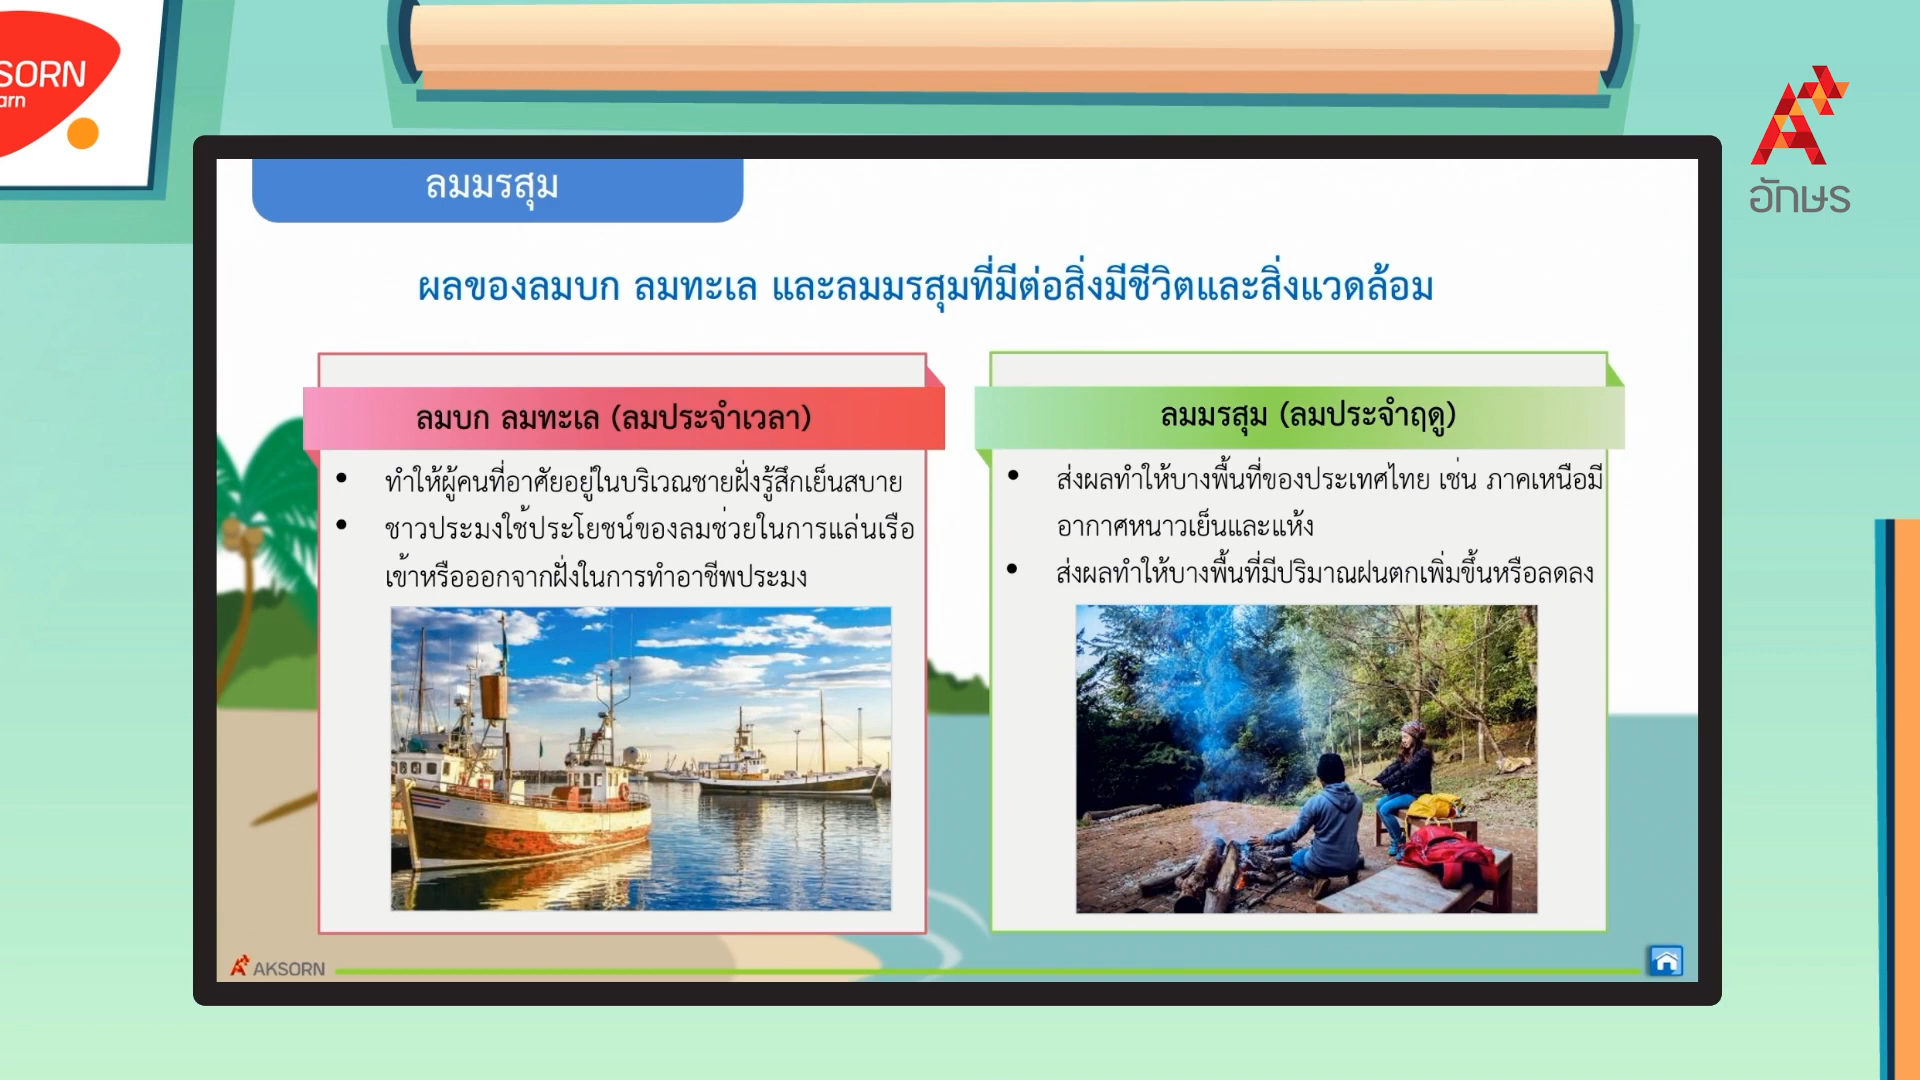 SORN
arn
อักษร
ลมมรสุม
ผลของลมบก ลมทะเล และลมมรสุมที่มีต่อสิ่งมีชีวิตและสิ่งแวดล้อม
ลมบก ลมทะเล (ลมประจำเวลา)
• ทำให้ผู้คนที่อาศัยอยู่ในบริเวณชายฝั่งรู้สึกเย็นสบาย
• ชาวประมงใช้ประโยชน์ของลมช่วยในการแล่นเรือ
เข้าหรือออกจากฝั่งในการทำอาชีพประมง
ลมมรสุม (ลมประจำฤดู)
• ส่งผลทำให้บางพื้นที่ของประเทศไทย เช่น ภาคเหนือมี
อากาศหนาวเย็นและแห้ง
• ส่งผลทำให้บางพื้นที่มีปริมาณฝนตกเพิ่มขึ้นหรือลดลง
AKSORN